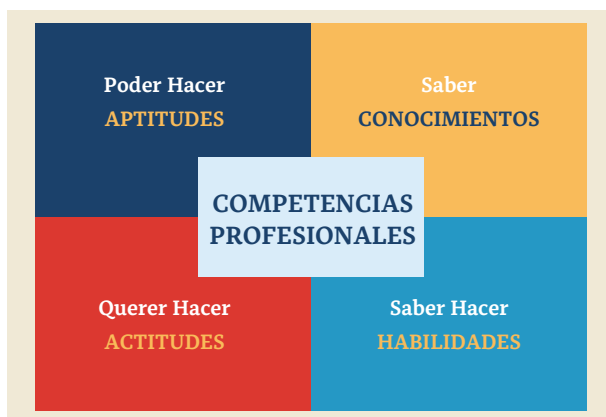 Poder Hacer
APTITUDES
Saber
CONOCIMIENTOS
COMPETENCIAS
PROFESIONALES
Querer Hacer
ACTITUDES
Saber Hacer
HABILIDADES